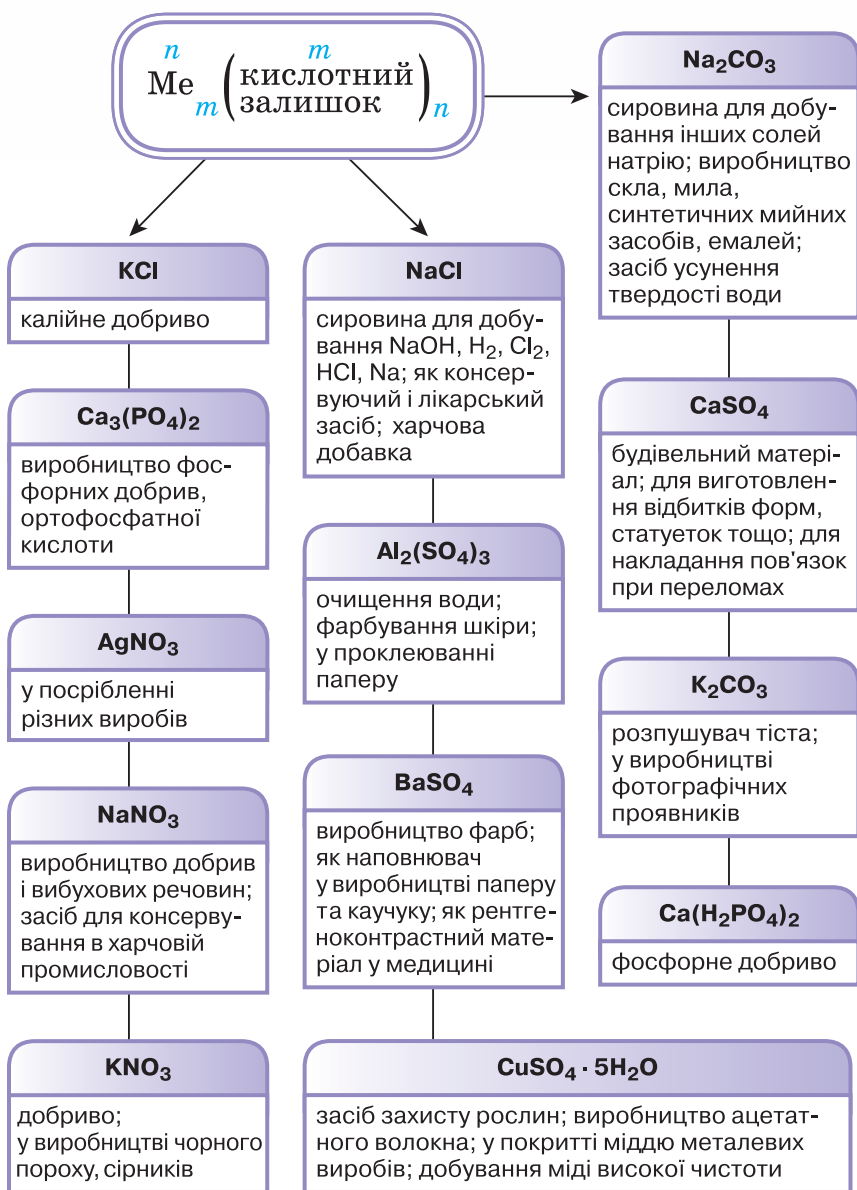 n m
Me m (кислотний
залишок) n
Na₂CO₃
сировина для добу-
вання інших солей
натрію; виробництво
скла, мила,
синтетичних мийних
засобів, емалей;
засіб усунення
твердості води
KCl
калійне добриво
NaCl
сировина для добу-
вання NaOH, H₂, Cl₂,
HCl, Na; як консер-
вуючий і лікарський
засіб; харчова
добавка
CaSO₄
будівельний матері-
ал; для виготовлен-
ня відбитків форм,
статуеток тощо; для
накладання пов'язок
при переломах
Ca₃(PO₄)₂
виробництво фос-
форних добрив,
ортофосфатної
кислоти
Al₂(SO₄)₃
очищення води;
фарбування шкіри;
у проклеюванні
паперу
AgNO₃
у посрібленні
різних виробів
K₂CO₃
розпушувач тіста;
у виробництві
фотографічних
проявників
NaNO₃
виробництво добрив
і вибухових речовин;
засіб для консерву-
вання в харчовій
промисловості
BaSO₄
виробництво фарб;
як наповнювач
у виробництві паперу
та каучуку; як рентге-
ноконтрастний мате-
ріал у медицині
Ca(H₂PO₄)₂
фосфорне добриво
KNO₃
добриво;
у виробництві чорного
пороху, сірників
CuSO₄ · 5H₂O
засіб захисту рослин; виробництво ацетат-
ного волокна; у покритті міддю металевих
виробів; добування міді високої чистоти